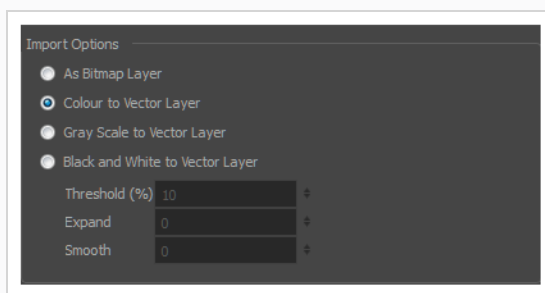 Import Options
As Bitmap Layer
Colour to Vector Layer
Gray Scale to Vector Layer
Black and White to Vector Layer
Threshold (%) 10
Expand 0
Smooth 0